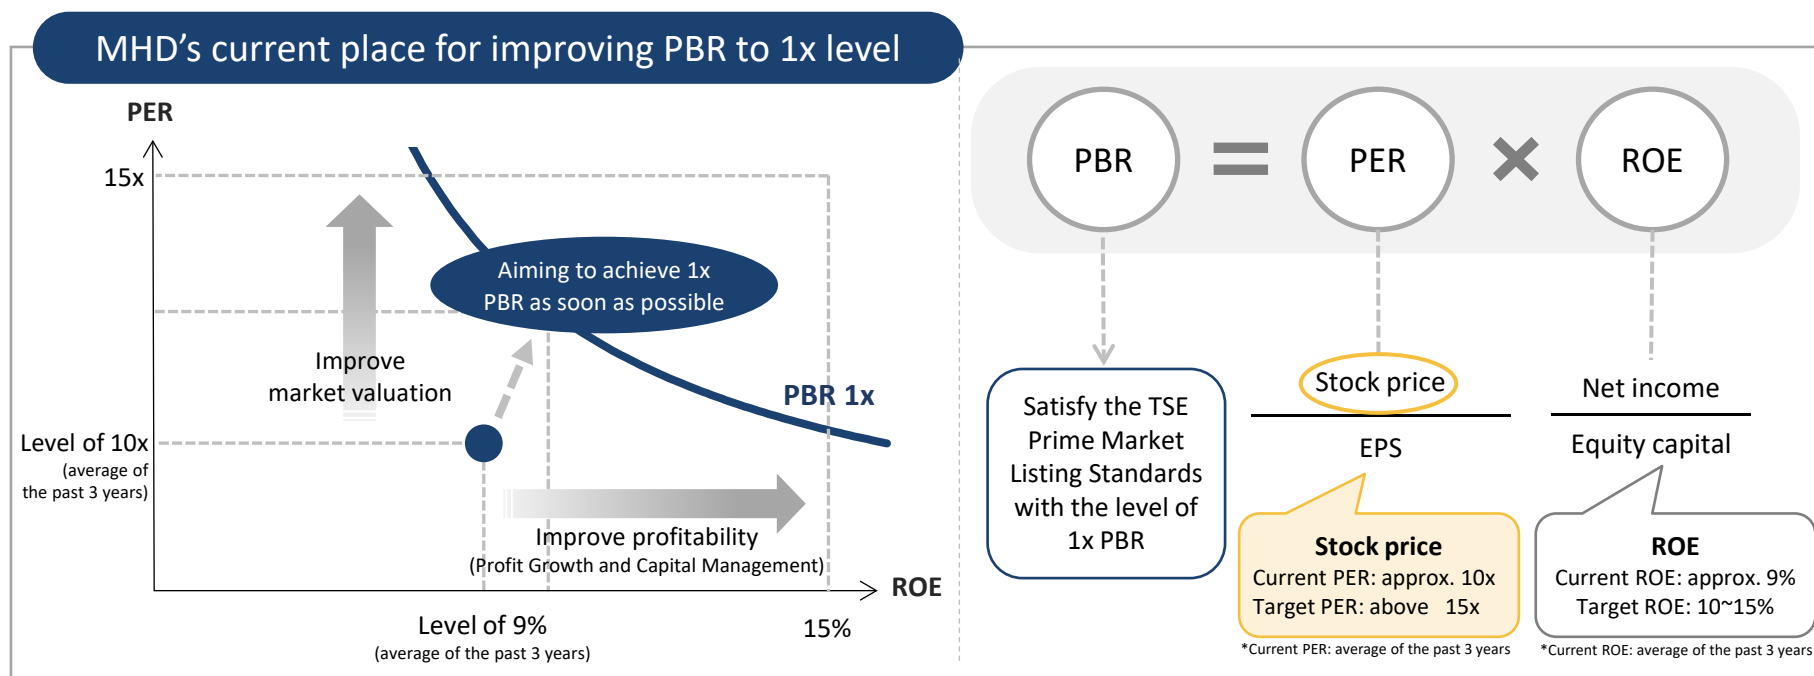 MHD's current place for improving PBR to 1x level
PER
15x
Aiming to achieve 1x
PBR as soon as possible
Improve
market valuation
PBR 1x
Level of 10x
(average of
the past 3 years)
Improve profitability
(Profit Growth and Capital Management)
ROE
Level of 9%
(average of the past 3 years)
15%
PBR = PER × ROE
Satisfy the TSE
Prime Market
Listing Standards
with the level of
1x PBR
Stock price
EPS
Net income
Equity capital
Stock price
Current PER: approx. 10x
Target PER: above 15x
*Current PER: average of the past 3 years
ROE
Current ROE: approx. 9%
Target ROE: 10~15%
*Current ROE: average of the past 3 years